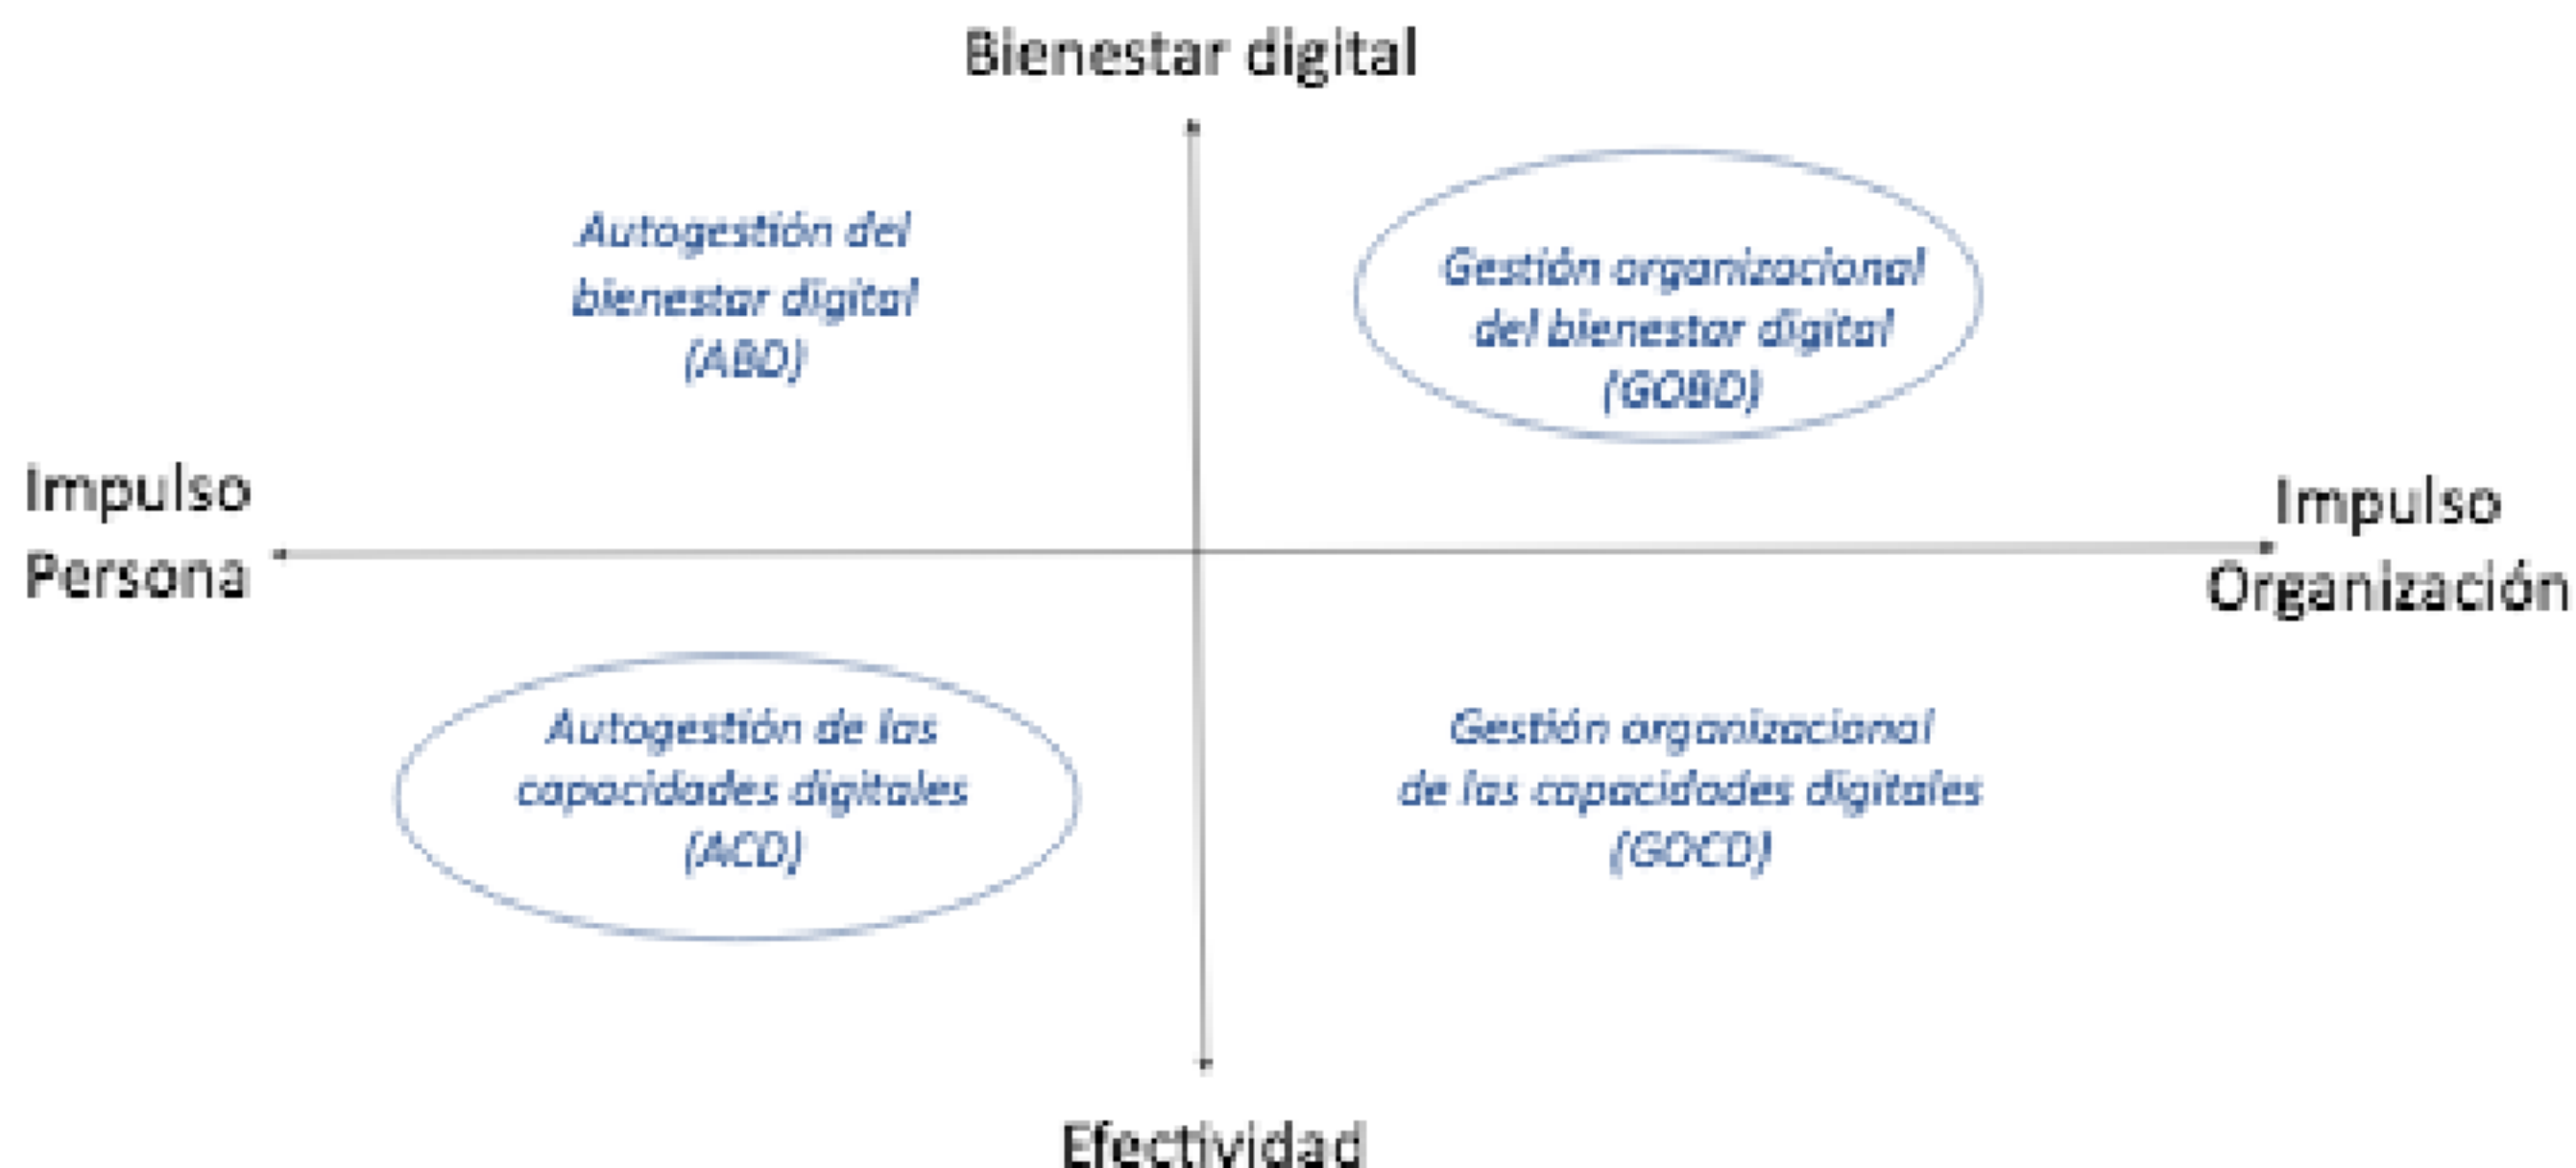 Bienestar digital
Autogestión del
bienestar digital
(ABD)
Gestión organizacional
del bienestar digital
(GOBD)
Impulso
Persona
Impulso
Organización
Autogestión de las
capacidades digitales
(ACD)
Gestión organizacional
de las capacidades digitales
(GOCD)
Efectividad